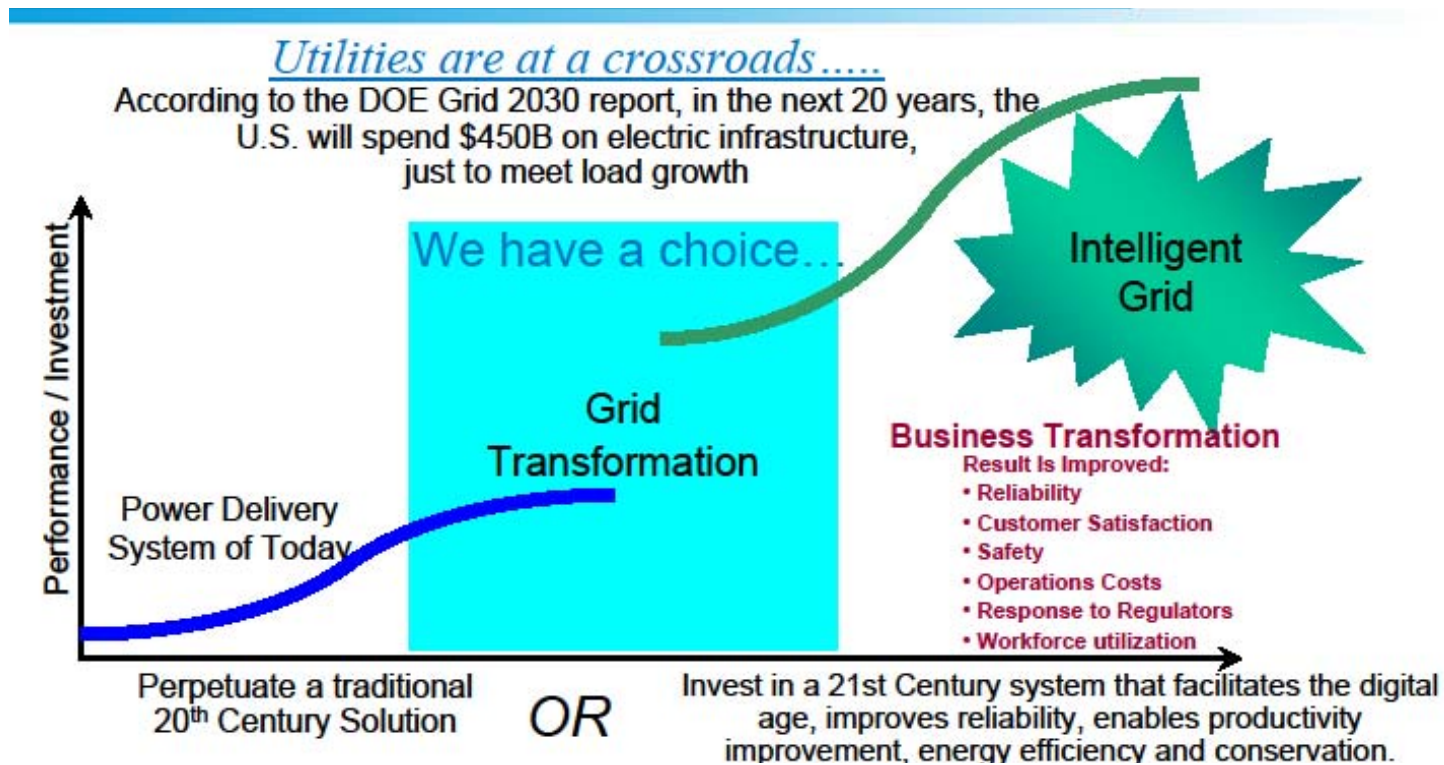 Utilities are at a crossroads.....
According to the DOE Grid 2030 report, in the next 20 years, the
U.S. will spend $450B on electric infrastructure,
just to meet load growth
Performance / Investment
We have a choice...
Intelligent
Grid
Grid
Transformation
Power Delivery
System of Today
Business Transformation
Result Is Improved:
• Reliability
• Customer Satisfaction
• Safety
• Operations Costs
• Response to Regulators
• Workforce utilization
Perpetuate a traditional
20th Century Solution
OR
Invest in a 21st Century system that facilitates the digital
age, improves reliability, enables productivity
improvement, energy efficiency and conservation.